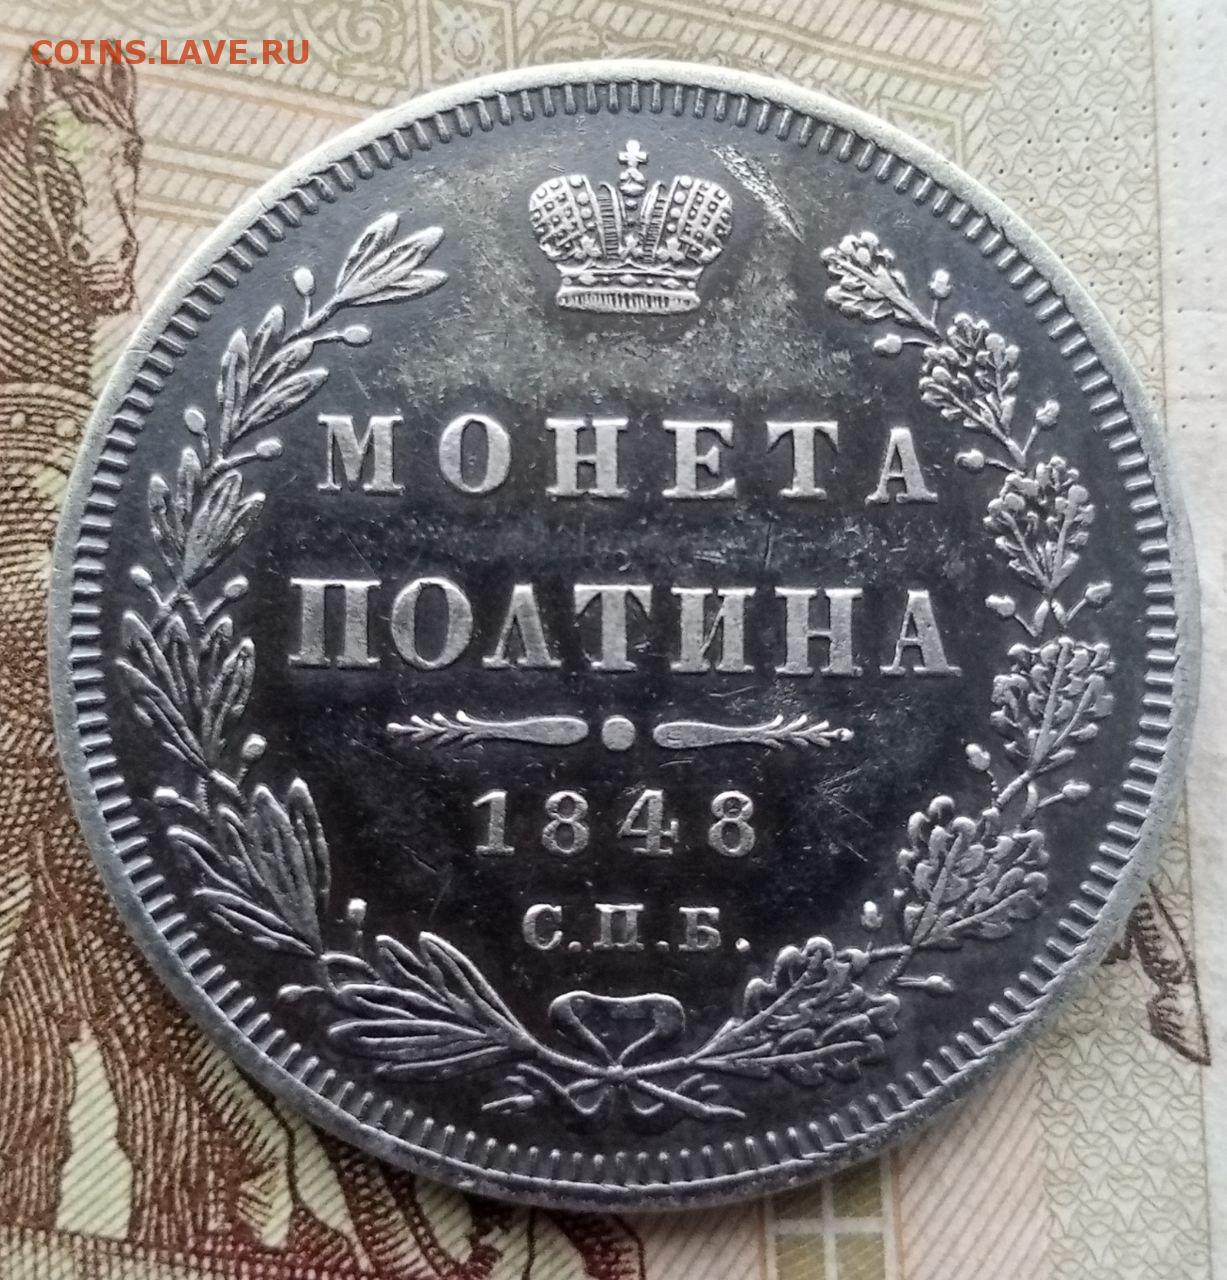 COINS.LAVE.RU
МОНЕТА
ПОЛТИНА
1848
С.П.Б.